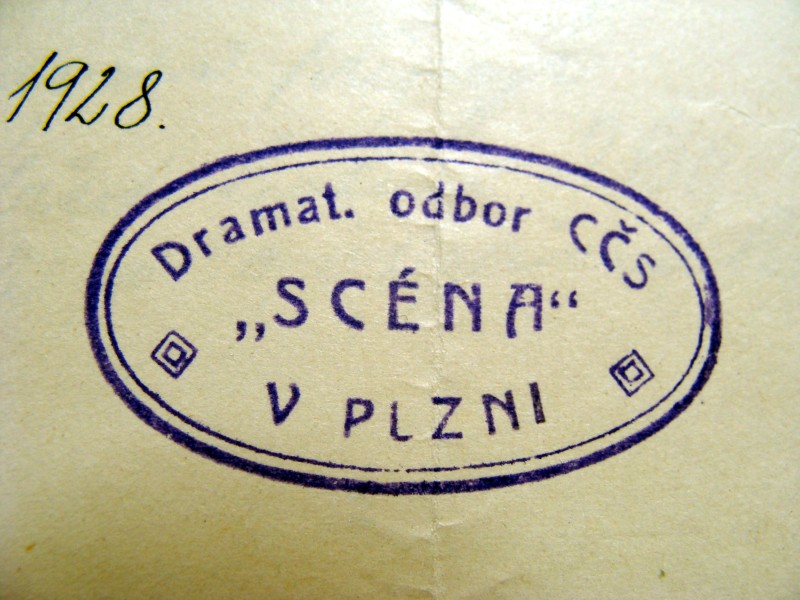 1928.
Dramat. odbor CČS
„SCÉNA“
V PLZNI